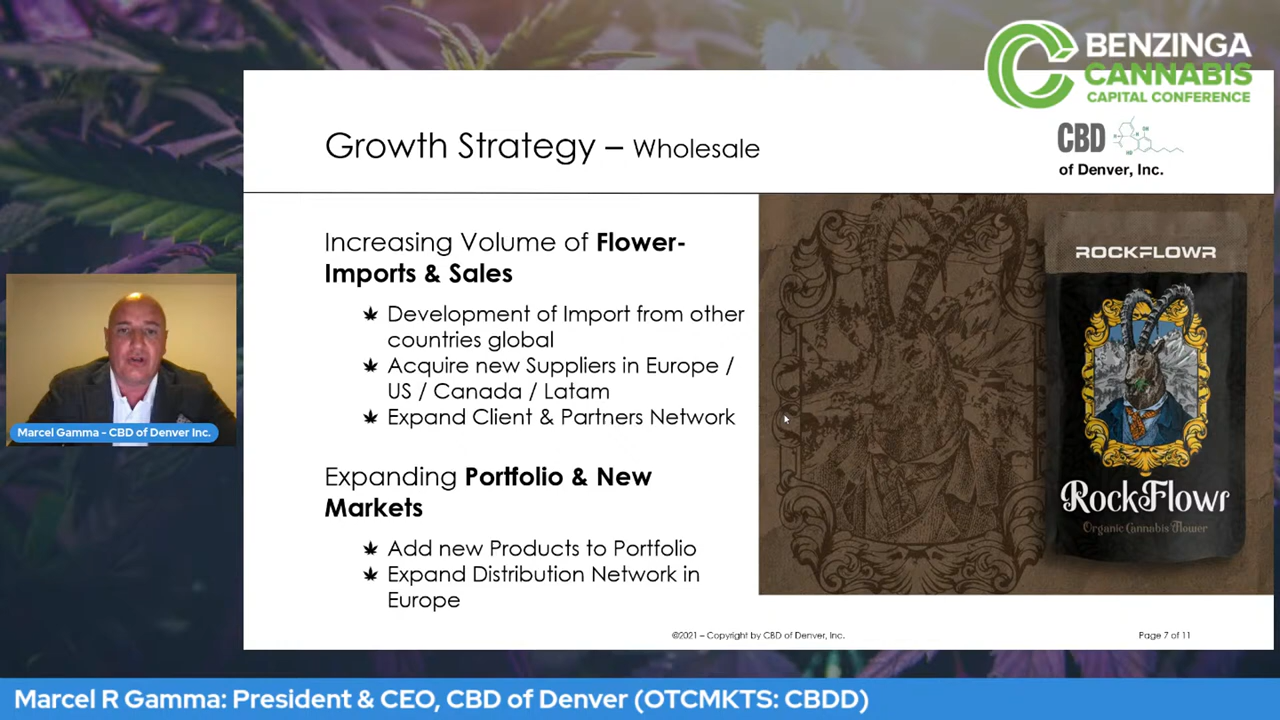 BENZINGA
CANNABIS
CAPITAL CONFERENCE
Growth Strategy – Wholesale
CBD
of Denver, Inc.
Increasing Volume of Flower-
Imports & Sales
Development of Import from other
countries global
Acquire new Suppliers in Europe /
US / Canada / Latam
Expand Client & Partners Network
Expanding Portfolio & New
Markets
Add new Products to Portfolio
Expand Distribution Network in
Europe
ROCKFLOWR
RockFlowr
Organic Cannabis Flower
©2021 – Copyright by CBD of Denver, Inc.
Page 7 of 11
Marcel Gamma - CBD of Denver Inc.
Marcel R Gamma: President & CEO, CBD of Denver (OTCMKTS: CBDD)